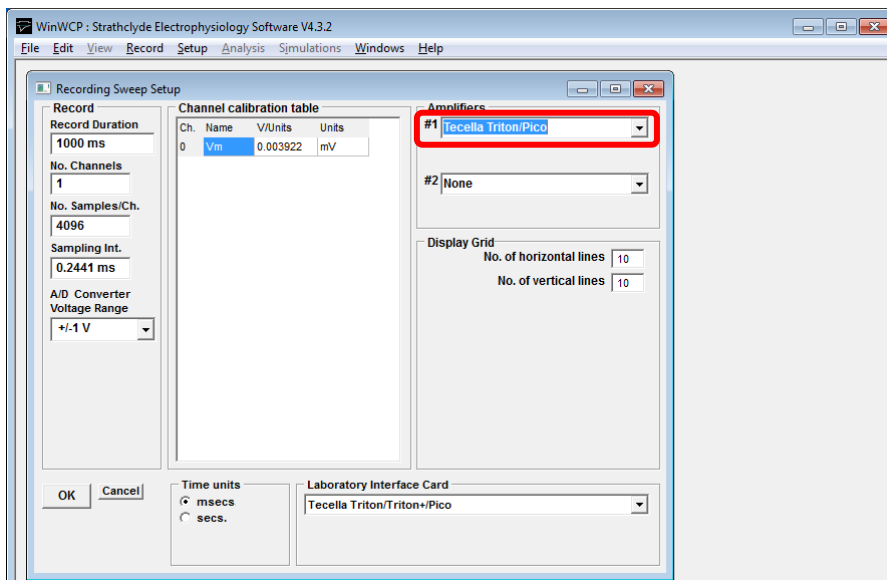 WinWCP : Strathclyde Electrophysiology Software V4.3.2
File Edit View Record Setup Analysis Simulations Windows Help
Recording Sweep Setup
Record
Record Duration
1000 ms
No. Channels
1
No. Samples/Ch.
4096
Sampling Int.
0.2441 ms
A/D Converter
Voltage Range
+/-1 V
Channel calibration table
Ch. Name V/Units Units
0 Vm 0.003922 mV
Amplifiers
#1 Tecella Triton/Pico
#2 None
Display Grid
No. of horizontal lines 10
No. of vertical lines 10
OK Cancel
Time units
msecs
secs.
Laboratory Interface Card
Tecella Triton/Triton+/Pico